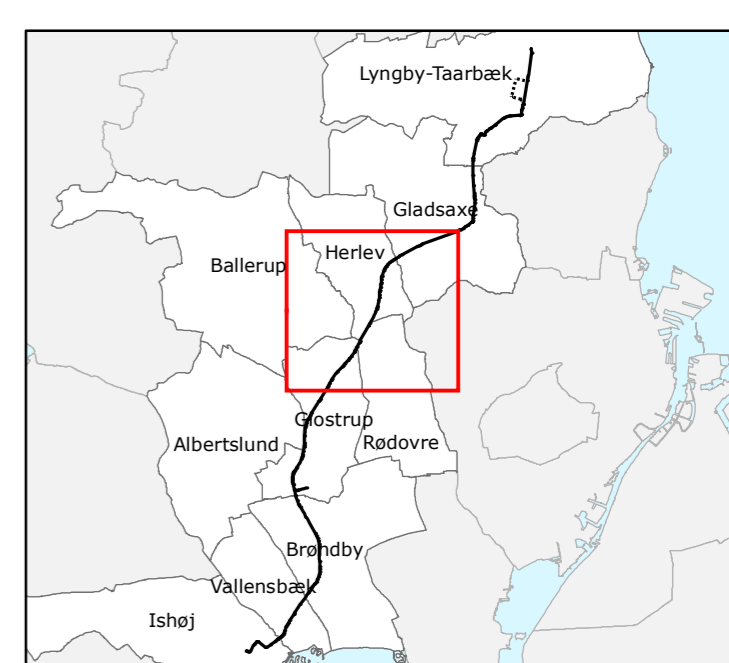 Lyngby-Taarbæk
Gladsaxe
Herlev
Ballerup
Glostrup
Albertslund
Rødovre
Brøndby
Vallensbæk
Ishøj